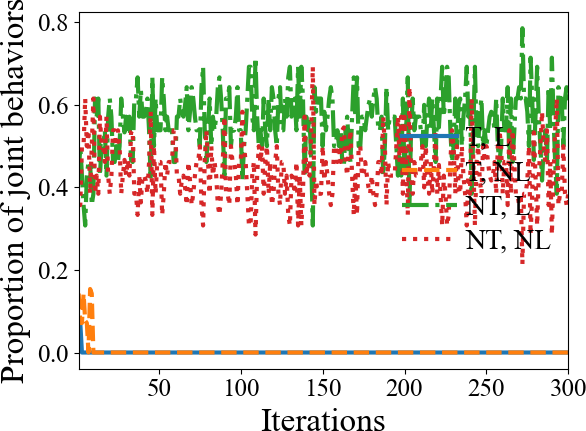 Proportion of joint behaviors
0.8
0.6
0.4
0.2
0.0
T, L
T, NL
NT, L
NT, NL
50
100
150
200
250
300
Iterations